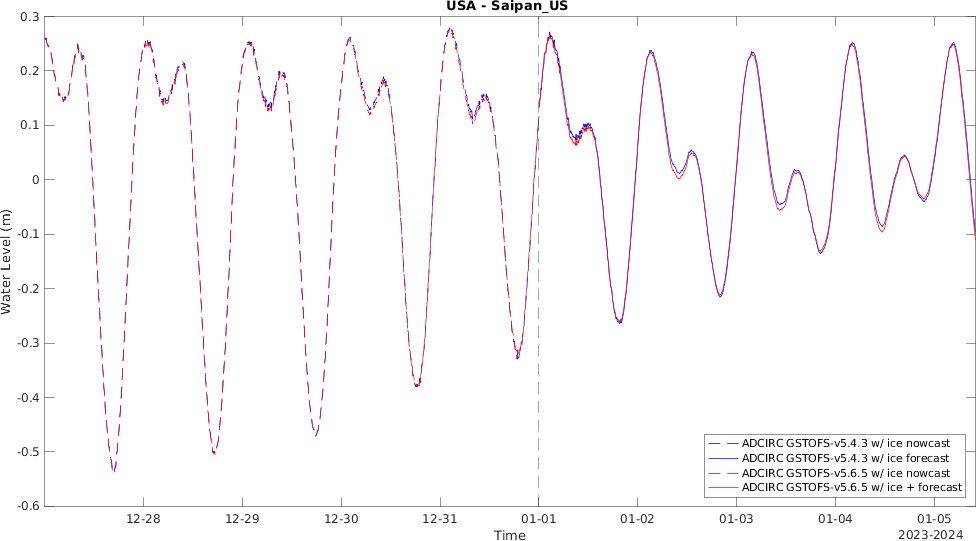 USA - Saipan_US
0.3
0.2
0.1
0
-0.1
-0.2
-0.3
-0.4
-0.5
-0.6
Water Level (m)
ADCIRC GSTOFS-v5.4.3 w/ ice nowcast
ADCIRC GSTOFS-v5.4.3 w/ ice forecast
ADCIRC GSTOFS-v5.6.5 w/ ice nowcast
ADCIRC GSTOFS-v5.6.5 w/ ice + forecast
12-28 12-29 12-30 12-31 01-01 01-02 01-03 01-04 01-05
Time
2023-2024